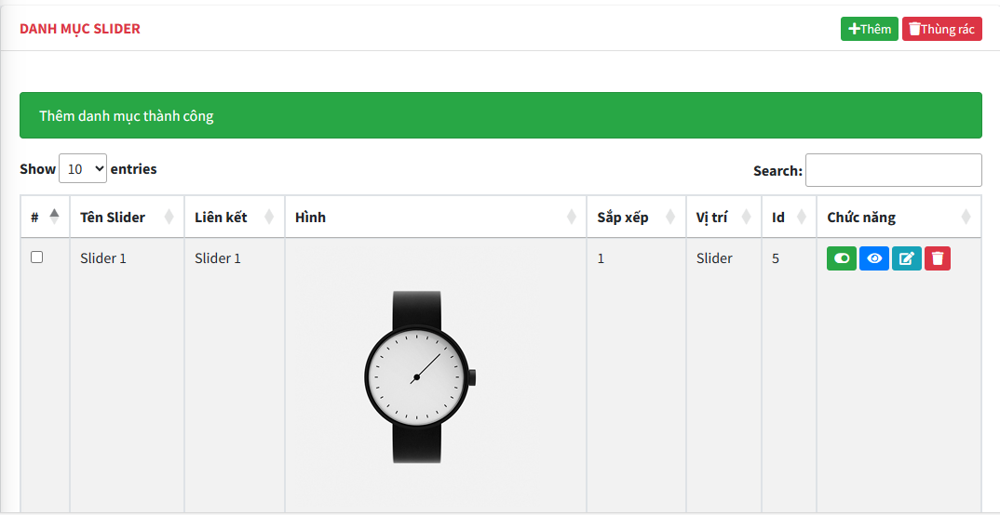 DANH MỤC SLIDER
Thêm
Thùng rác
Thêm danh mục thành công
Show 10 entries
Search:
# Tên Slider Liên kết Hình Sắp xếp Vị trí Id Chức năng
Slider 1 Slider 1 1 Slider 5